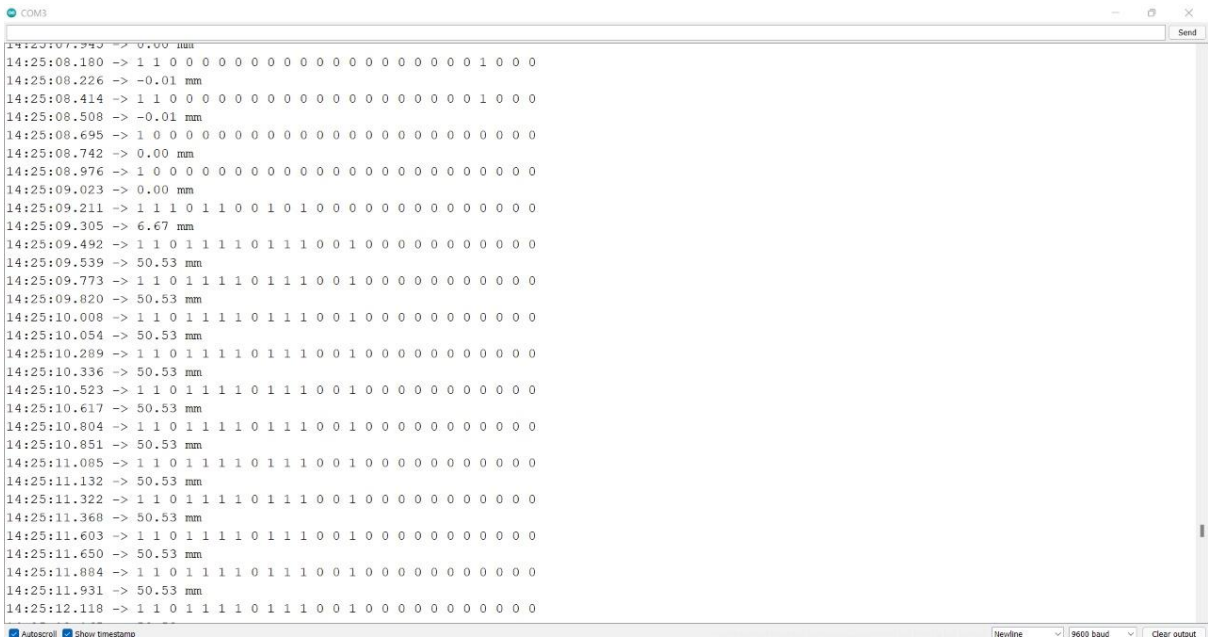 COM3
Send
14:25:07.945 -> 0.00 mm
14:25:08.180 -> 1 1 0 0 0 0 0 0 0 0 0 0 0 0 0 0 0 0 0 0 1 0 0 0
14:25:08.226 -> -0.01 mm
14:25:08.414 -> 1 1 0 0 0 0 0 0 0 0 0 0 0 0 0 0 0 0 0 0 1 0 0 0
14:25:08.508 -> -0.01 mm
14:25:08.695 -> 1 0 0 0 0 0 0 0 0 0 0 0 0 0 0 0 0 0 0 0 0 0 0 0
14:25:08.742 -> 0.00 mm
14:25:08.976 -> 1 0 0 0 0 0 0 0 0 0 0 0 0 0 0 0 0 0 0 0 0 0 0 0
14:25:09.023 -> 0.00 mm
14:25:09.211 -> 1 1 1 0 1 1 0 0 1 0 1 0 0 0 0 0 0 0 0 0 0 0 0 0
14:25:09.305 -> 6.67 mm
14:25:09.492 -> 1 1 0 1 1 1 1 0 1 1 1 0 0 1 0 0 0 0 0 0 0 0 0 0
14:25:09.539 -> 50.53 mm
14:25:09.773 -> 1 1 0 1 1 1 1 0 1 1 1 0 0 1 0 0 0 0 0 0 0 0 0 0
14:25:09.820 -> 50.53 mm
14:25:10.008 -> 1 1 0 1 1 1 1 0 1 1 1 0 0 1 0 0 0 0 0 0 0 0 0 0
14:25:10.054 -> 50.53 mm
14:25:10.289 -> 1 1 0 1 1 1 1 0 1 1 1 0 0 1 0 0 0 0 0 0 0 0 0 0
14:25:10.336 -> 50.53 mm
14:25:10.523 -> 1 1 0 1 1 1 1 0 1 1 1 0 0 1 0 0 0 0 0 0 0 0 0 0
14:25:10.617 -> 50.53 mm
14:25:10.804 -> 1 1 0 1 1 1 1 0 1 1 1 0 0 1 0 0 0 0 0 0 0 0 0 0
14:25:10.851 -> 50.53 mm
14:25:11.085 -> 1 1 0 1 1 1 1 0 1 1 1 0 0 1 0 0 0 0 0 0 0 0 0 0
14:25:11.132 -> 50.53 mm
14:25:11.322 -> 1 1 0 1 1 1 1 0 1 1 1 0 0 1 0 0 0 0 0 0 0 0 0 0
14:25:11.368 -> 50.53 mm
14:25:11.603 -> 1 1 0 1 1 1 1 0 1 1 1 0 0 1 0 0 0 0 0 0 0 0 0 0
14:25:11.650 -> 50.53 mm
14:25:11.884 -> 1 1 0 1 1 1 1 0 1 1 1 0 0 1 0 0 0 0 0 0 0 0 0 0
14:25:11.931 -> 50.53 mm
14:25:12.118 -> 1 1 0 1 1 1 1 0 1 1 1 0 0 1 0 0 0 0 0 0 0 0 0 0
Autoscroll Show timestamp Newline 9600 baud Clear output